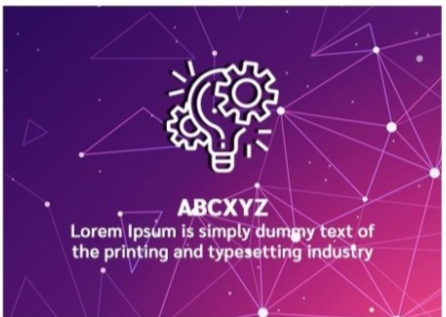 ABCXYZ
Lorem Ipsum is simply dummy text of
the printing and typesetting industry